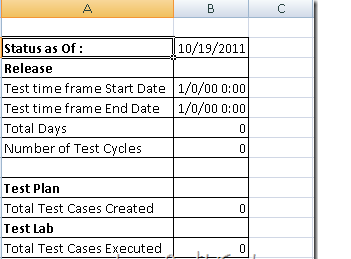 A B C
Status as Of : 10/19/2011
Release
Test time frame Start Date 1/0/00 0:00
Test time frame End Date 1/0/00 0:00
Total Days 0
Number of Test Cycles 0
Test Plan
Total Test Cases Created 0
Test Lab
Total Test Cases Executed 0